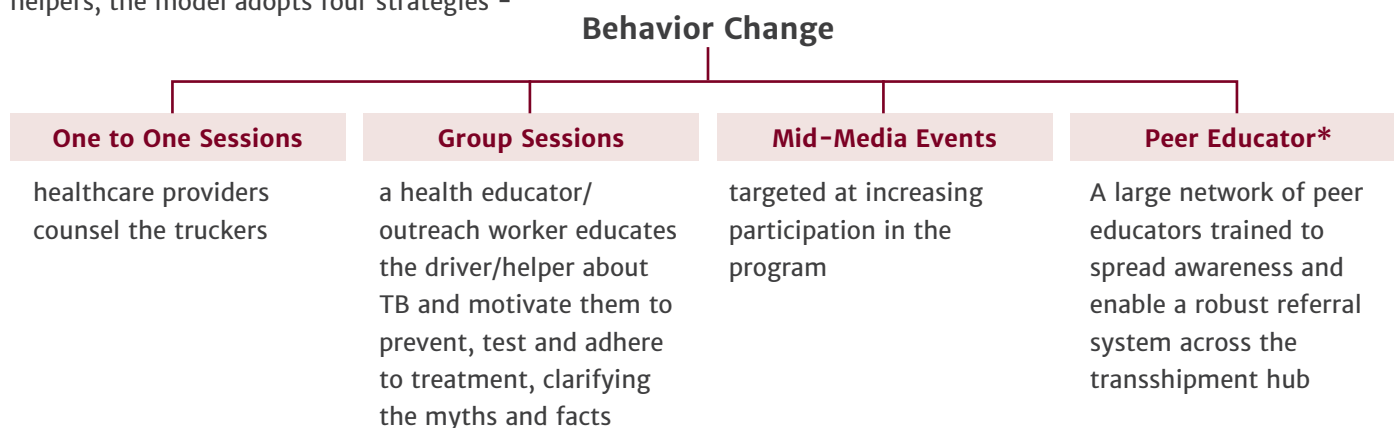 helpers, the model adopts four strategies -
Behavior Change
One to One Sessions
healthcare providers
counsel the truckers
Group Sessions
a health educator/
outreach worker educates
the driver/helper about
TB and motivate them to
prevent, test and adhere
to treatment, clarifying
the myths and facts
Mid-Media Events
targeted at increasing
participation in the
program
Peer Educator*
A large network of peer
educators trained to
spread awareness and
enable a robust referral
system across the
transshipment hub